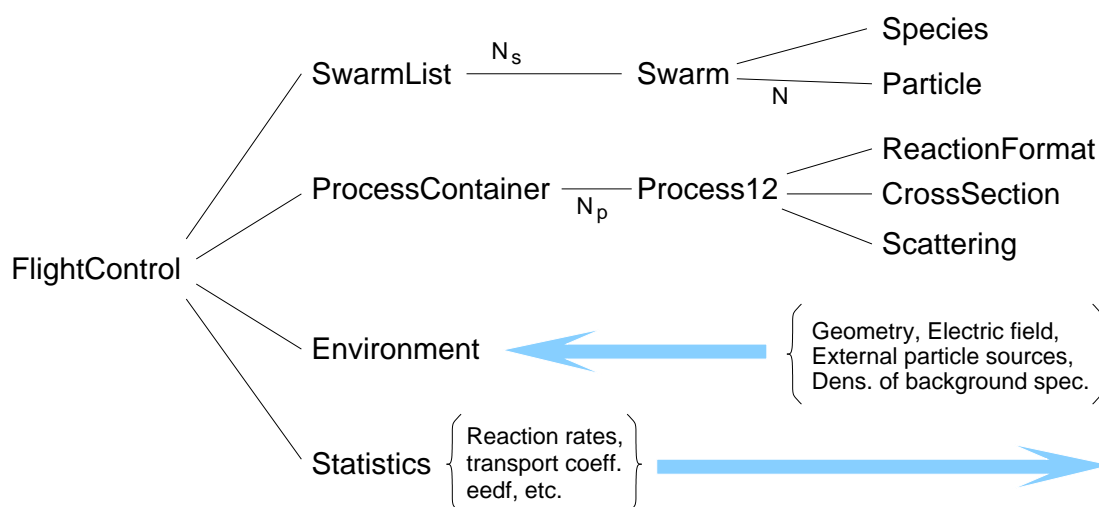 Species
N s
SwarmList
Swarm
N
Particle
ReactionFormat
ProcessContainer
N p
Process12
CrossSection
Scattering
FlightControl
Environment
Geometry, Electric field,
External particle sources,
Dens. of background spec.
Statistics
Reaction rates,
transport coeff.
eedf, etc.